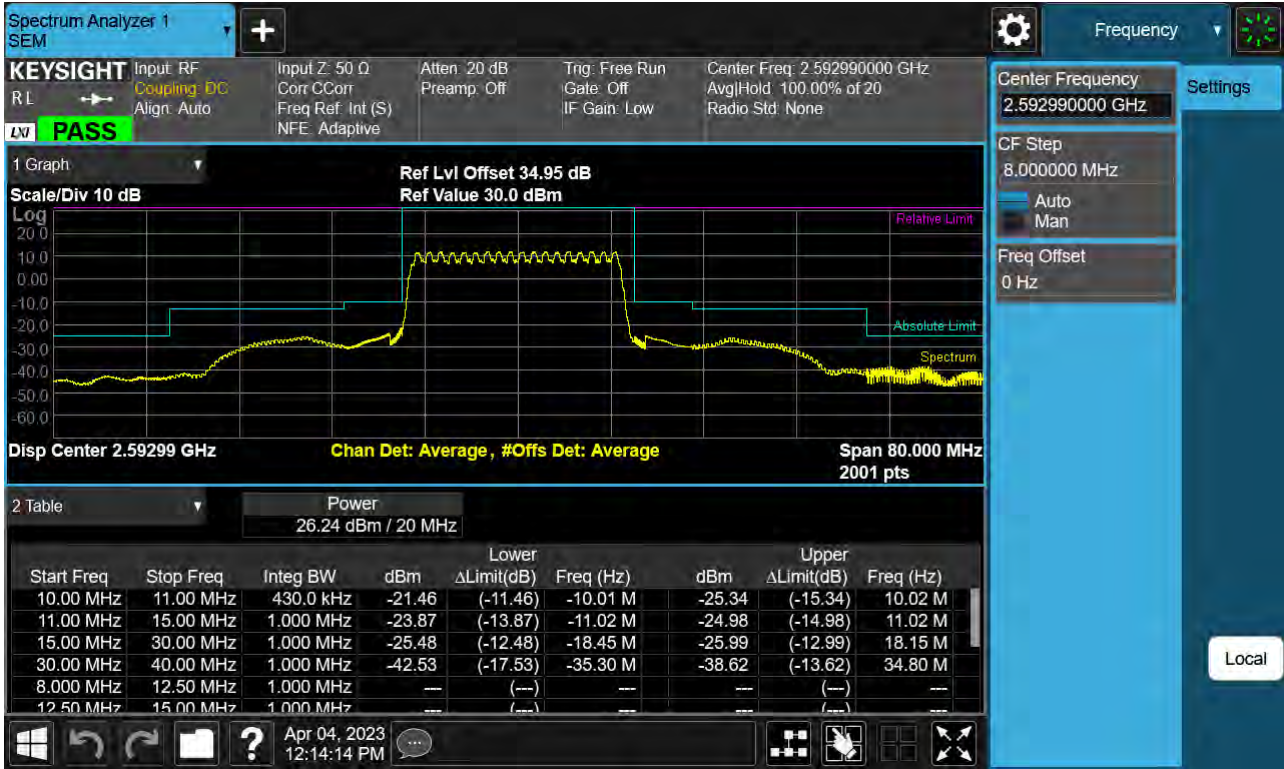 Spectrum Analyzer 1
SEM
+
Frequency
KEYSIGHT
RL
LXI
PASS
Input: RF
Coupling: DC
Align: Auto
Input Z: 50 Ω
Corr CCorr
Freq Ref: Int (S)
NFE: Adaptive
Atten: 20 dB
Preamp: Off
Trig: Free Run
Gate: Off
IF Gain: Low
Center Freq: 2.592990000 GHz
Avg|Hold: 100.00% of 20
Radio Std: None
Center Frequency
2.592990000 GHz
Settings
CF Step
8.000000 MHz
Auto
Man
Freq Offset
0 Hz
Local
1 Graph
Ref Lvl Offset 34.95 dB
Scale/Div 10 dB
Ref Value 30.0 dBm
Log
Relative Limit
20.0
10.0
0.00
-10.0
-20.0
Absolute Limit
-30.0
Spectrum
-40.0
-50.0
-60.0
Disp Center 2.59299 GHz
Chan Det: Average, #Offs Det: Average
Span 80.000 MHz
2001 pts
2 Table
Power
26.24 dBm / 20 MHz
Lower Upper
Start Freq Stop Freq Integ BW dBm ΔLimit(dB) Freq (Hz) dBm ΔLimit(dB) Freq (Hz)
10.00 MHz 11.00 MHz 430.0 kHz -21.46 (-11.46) -10.01 M -25.34 (-15.34) 10.02 M
11.00 MHz 15.00 MHz 1.000 MHz -23.87 (-13.87) -11.02 M -24.98 (-14.98) 11.02 M
15.00 MHz 30.00 MHz 1.000 MHz -25.48 (-12.48) -18.45 M -25.99 (-12.99) 18.15 M
30.00 MHz 40.00 MHz 1.000 MHz -42.53 (-17.53) -35.30 M -38.62 (-13.62) 34.80 M
8.000 MHz 12.50 MHz 1.000 MHz --- (---) --- --- (---) ---
12.50 MHz 15.00 MHz 1.000 MHz --- (---) --- --- (---) ---
?
Apr 04, 2023
12:14:14 PM